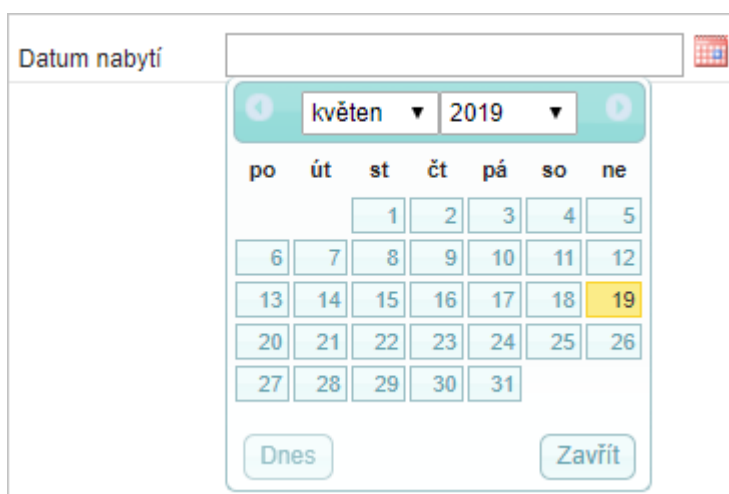 Datum nabytí
květen 2019
po út st čt pá so ne
1 2 3 4 5
6 7 8 9 10 11 12
13 14 15 16 17 18 19
20 21 22 23 24 25 26
27 28 29 30 31
Dnes Zavřít